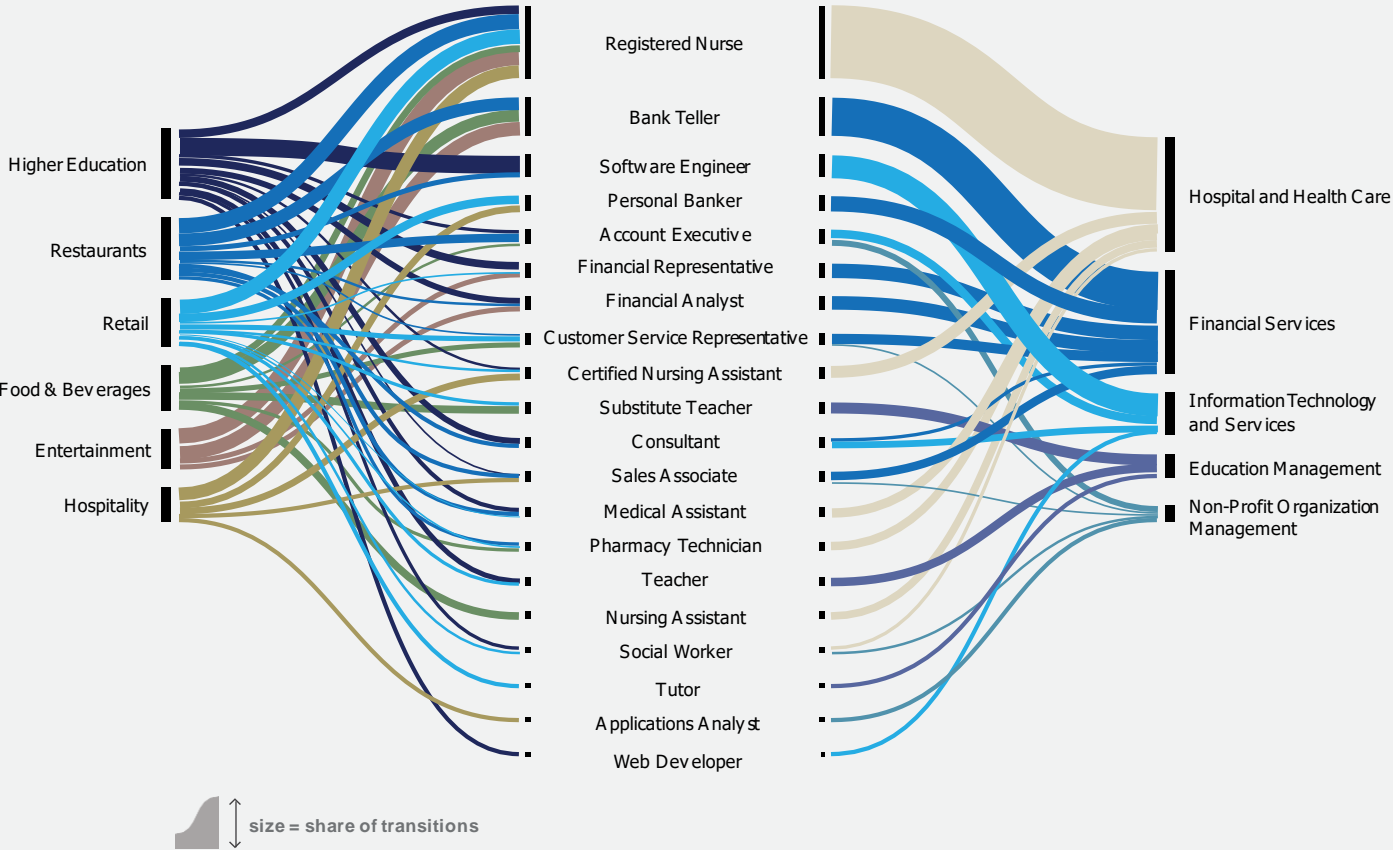 Higher Education
Restaurants
Retail
Food & Beverages
Entertainment
Hospitality
Registered Nurse
Bank Teller
Software Engineer
Personal Banker
Account Executive
Financial Representative
Financial Analyst
Customer Service Representative
Certified Nursing Assistant
Substitute Teacher
Consultant
Sales Associate
Medical Assistant
Pharmacy Technician
Teacher
Nursing Assistant
Social Worker
Tutor
Applications Analyst
Web Developer
Hospital and Health Care
Financial Services
Information Technology
and Services
Education Management
Non-Profit Organization
Management
size = share of transitions